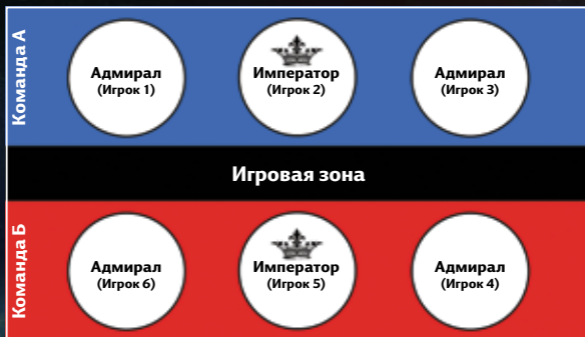 Команда А
Адмирал
(Игрок 1)
Император
(Игрок 2)
Адмирал
(Игрок 3)
Игровая зона
Команда Б
Адмирал
(Игрок 6)
Император
(Игрок 5)
Адмирал
(Игрок 4)